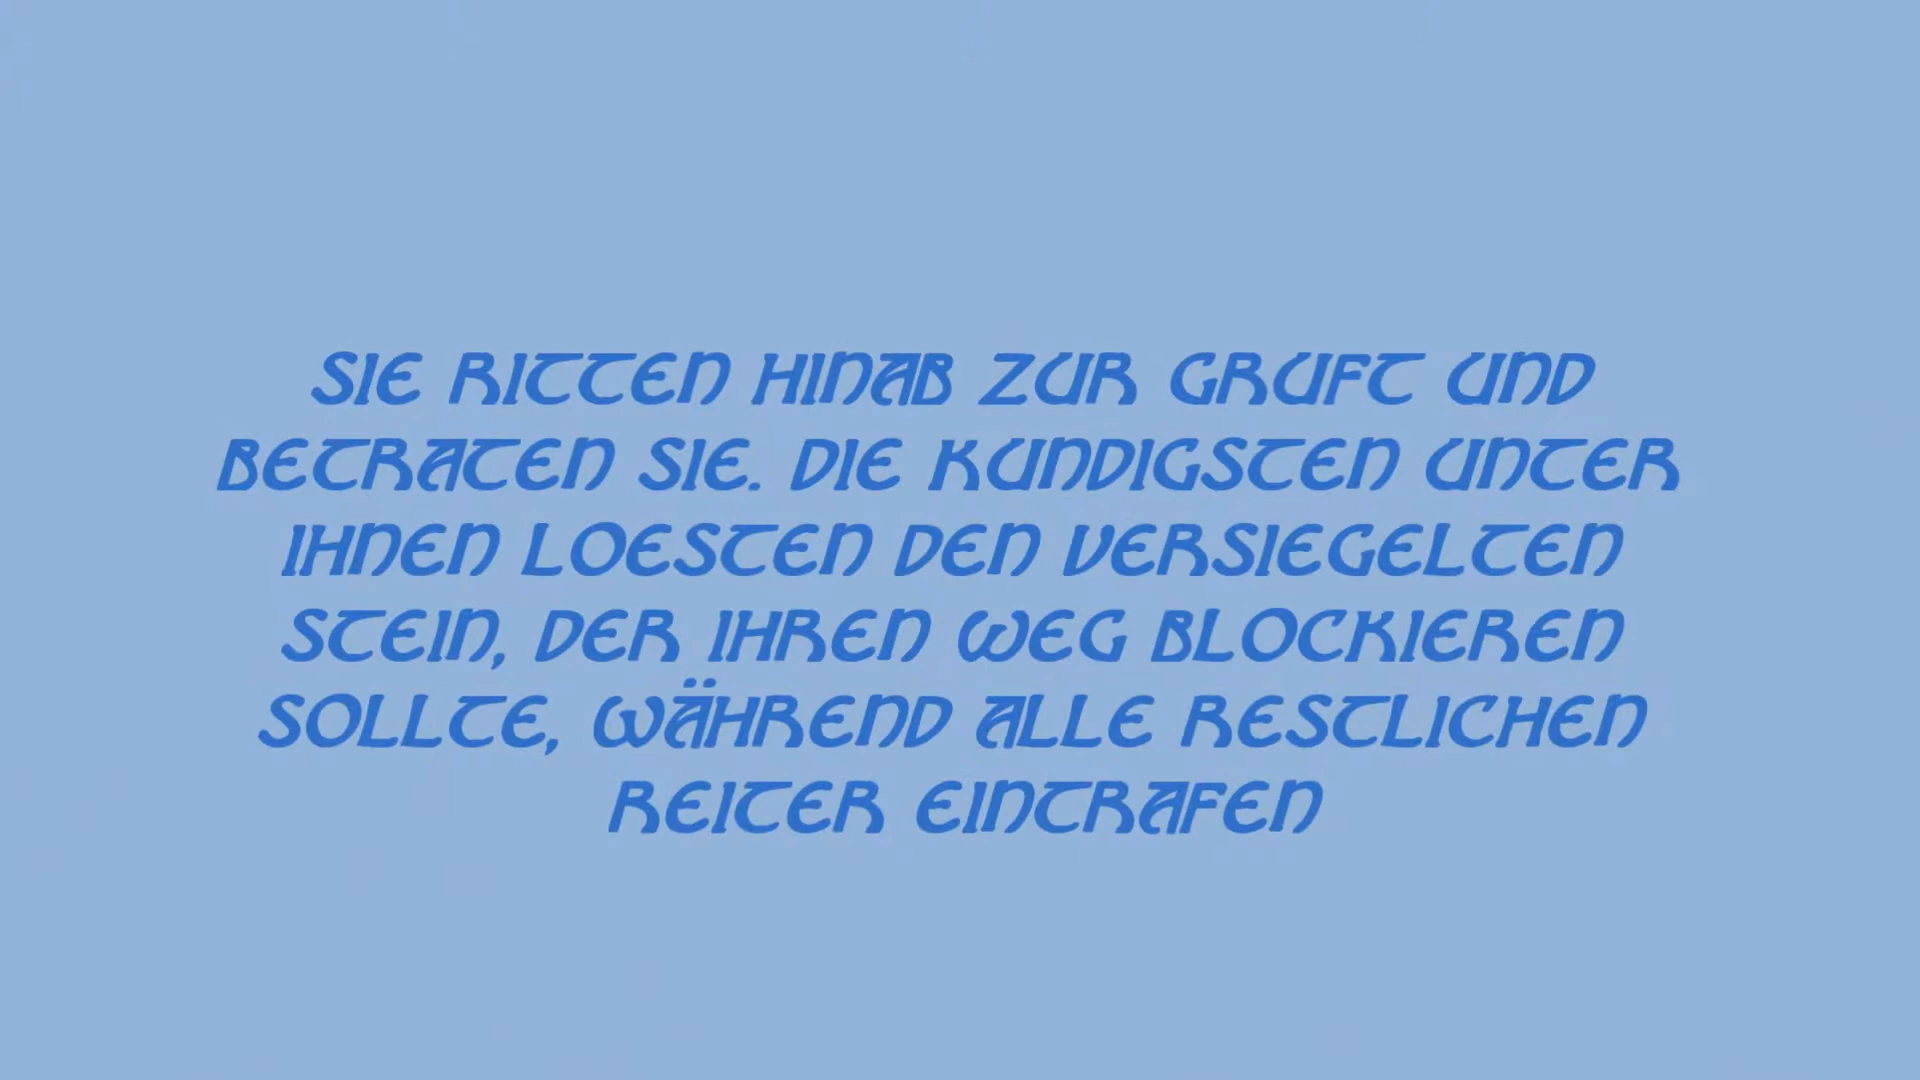 SIE RITTEN HINAB ZUR GRUFT UND
BETRATEN SIE. DIE KUNDIGSTEN UNTER
IHNEN LOESTEN DEN VERSIEGELTEN
STEIN, DER IHREN WEG BLOCKIEREN
SOLLTE, WÄHREND ALLE RESTLICHEN
REITER EINTRAFEN